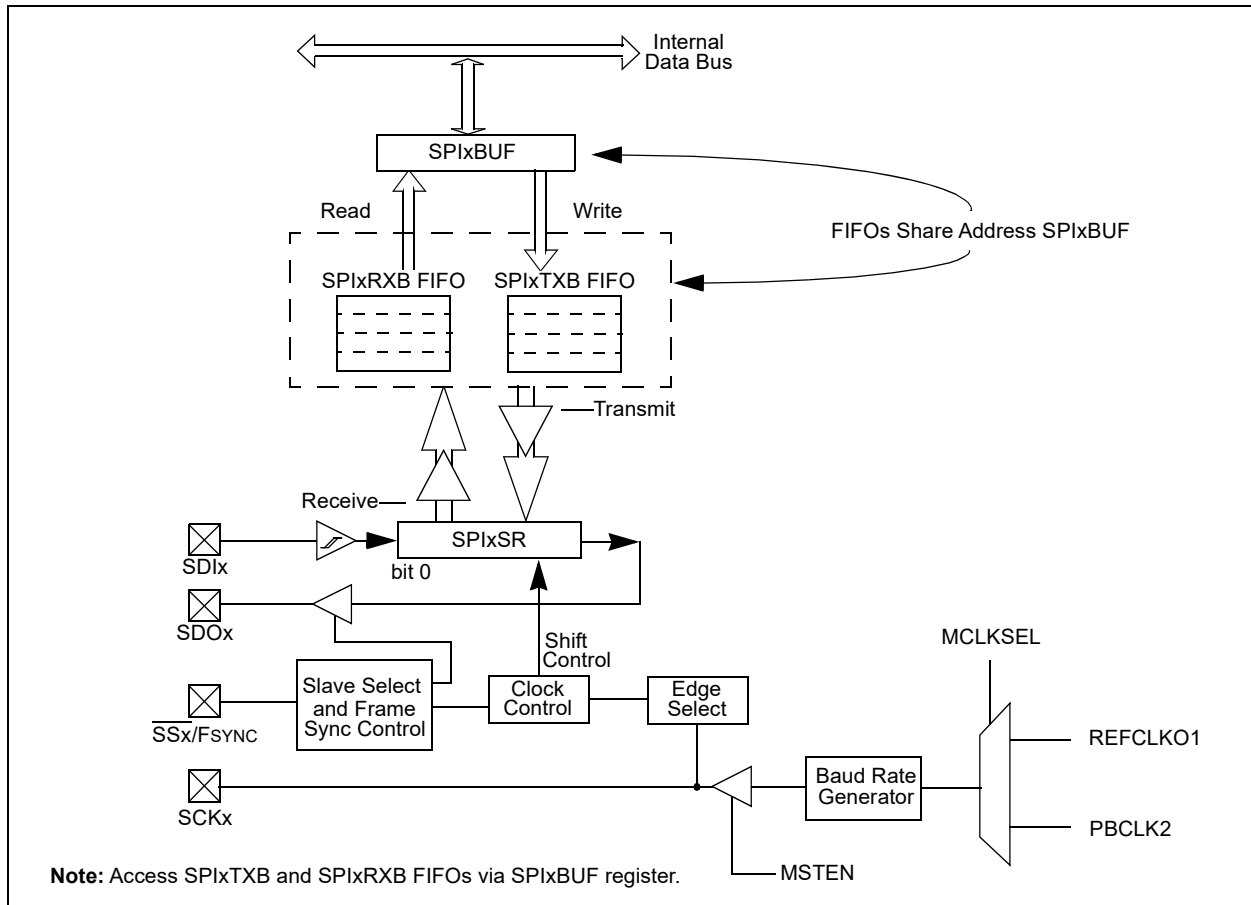 Internal
Data Bus
SPIxBUF
Read
Write
FIFOs Share Address SPIxBUF
SPIxRXB FIFO
SPIxTXB FIFO
Transmit
Receive
SPIxSR
SDIx
bit 0
SDOx
Shift
Control
MCLKSEL
Slave Select
and Frame
Sync Control
Clock
Control
Edge
Select
SSx/FSYNC
REFCLKO1
Baud Rate
Generator
SCKx
PBCLK2
MSTEN
Note: Access SPIxTXB and SPIxRXB FIFOs via SPIxBUF register.